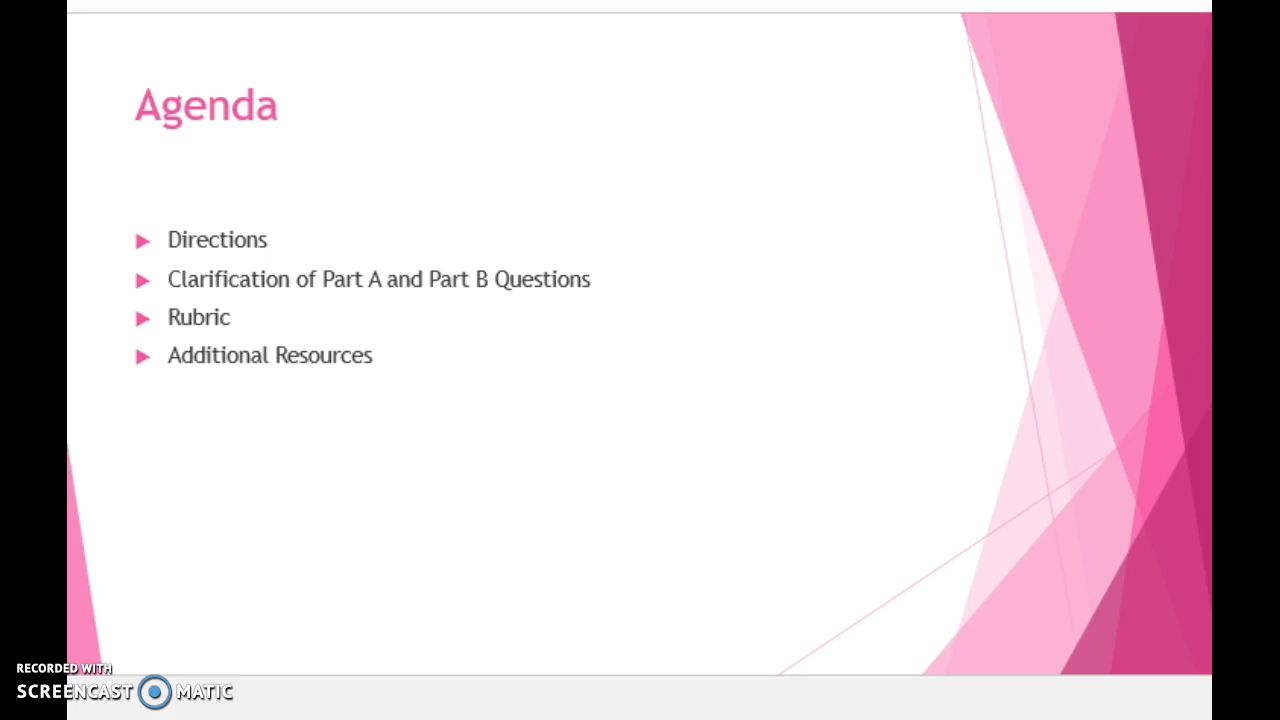 Agenda
Directions
Clarification of Part A and Part B Questions
Rubric
Additional Resources
RECORDED WITH
SCREENCAST MATIC